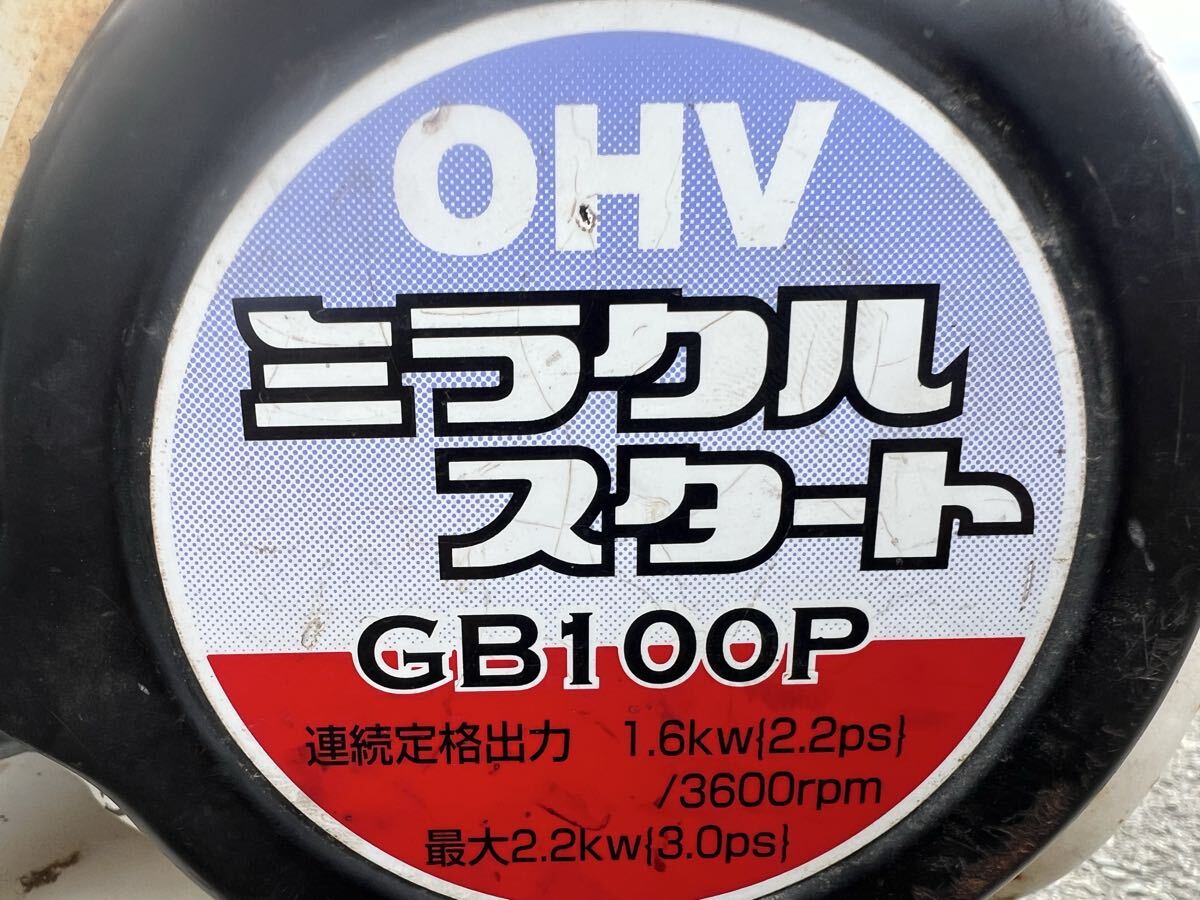 OHV
ミラクル
スタート
GB100P
連続定格出力 1.6kw{2.2ps}
/3600rpm
最大2.2kw{3.0ps}